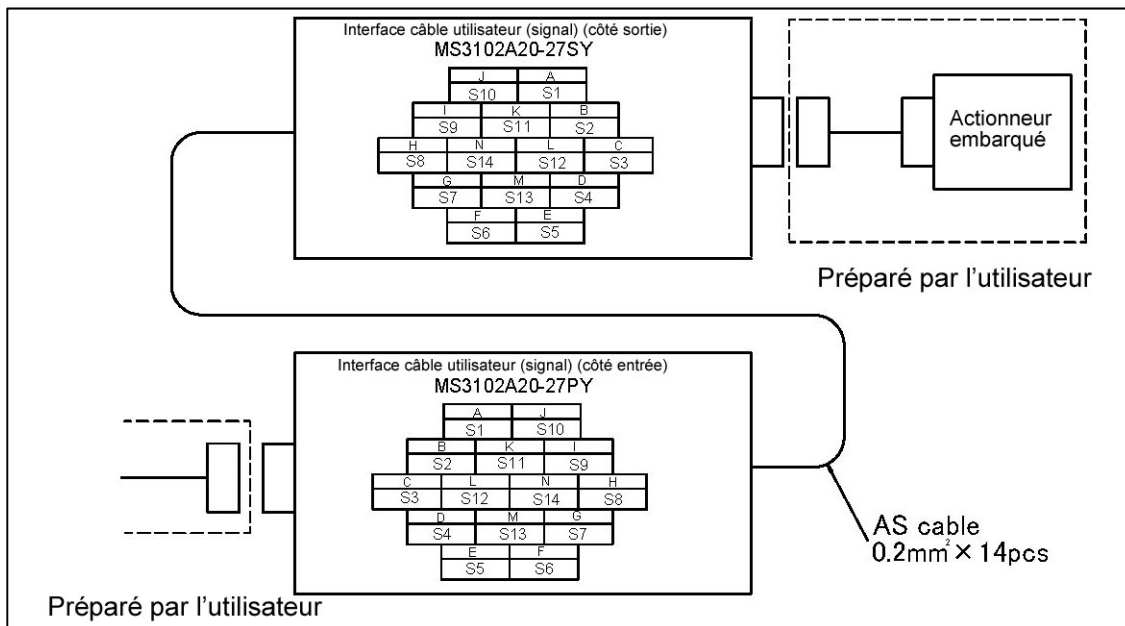 Interface câble utilisateur (signal) (côté sortie)
MS3102A20-27SY
J A
S10 S1
I K B
S9 S11 S2
H N L C
S8 S14 S12 S3
G M D
S7 S13 S4
F E
S6 S5
Actionneur
embarqué
Préparé par l'utilisateur
Interface câble utilisateur (signal) (côté entrée)
MS3102A20-27PY
A J
S1 S10
B K I
S2 S11 S9
C L N H
S3 S12 S14 S8
D M G
S4 S13 S7
E F
S5 S6
AS cable
0.2mm² × 14pcs
Préparé par l'utilisateur